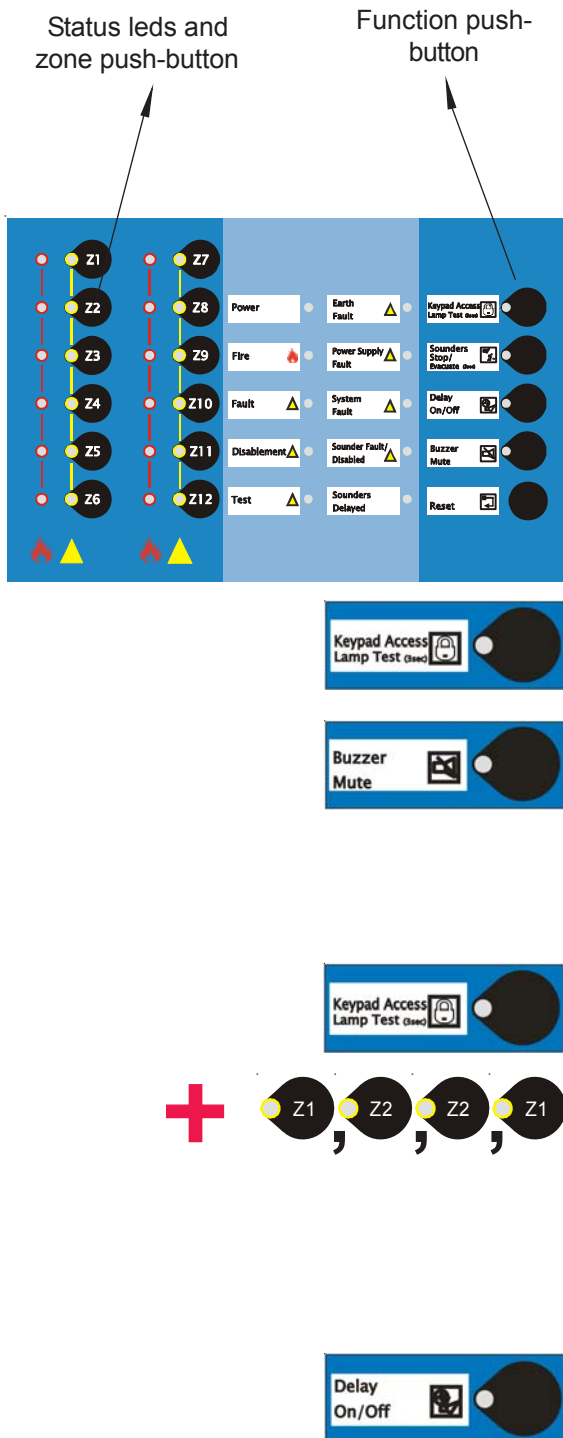 Status leds and
zone push-button
Function push-
button
Z1
Z2
Z3
Z4
Z5
Z6
Z7
Z8
Z9
Z10
Z11
Z12
Power
Fire
Fault
Disablement
Test
Earth
Fault
Power Supply
Fault
System
Fault
Sounder Fault/
Disabled
Sounders
Delayed
Keypad Access
Lamp Test (3sec)
Sounders
Stop/
Evacuate (3sec)
Delay
On/Off
Buzzer
Mute
Reset
Keypad Access
Lamp Test (3sec)
Buzzer
Mute
Keypad Access
Lamp Test (3sec)
+ Z1 , Z2 , Z2 , Z1
Delay
On/Off